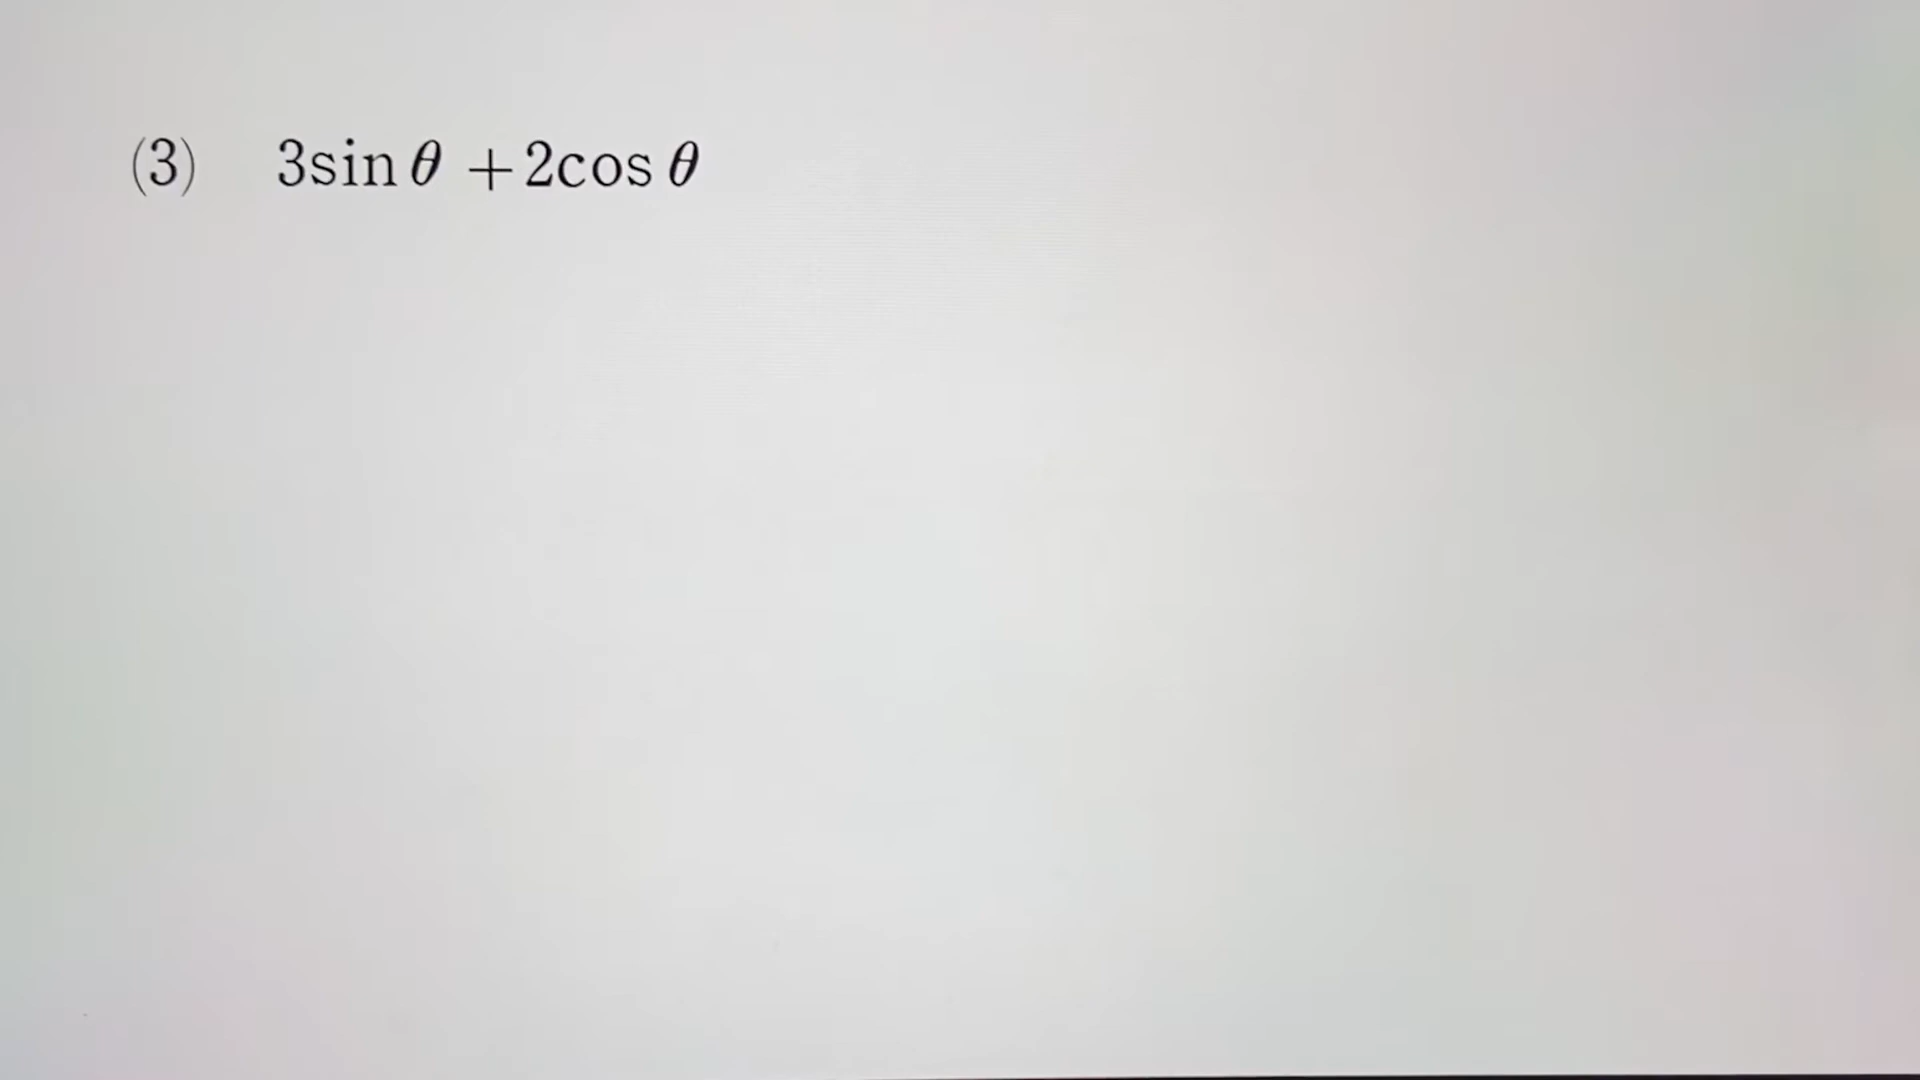 (3) 3sin θ +2cos θ